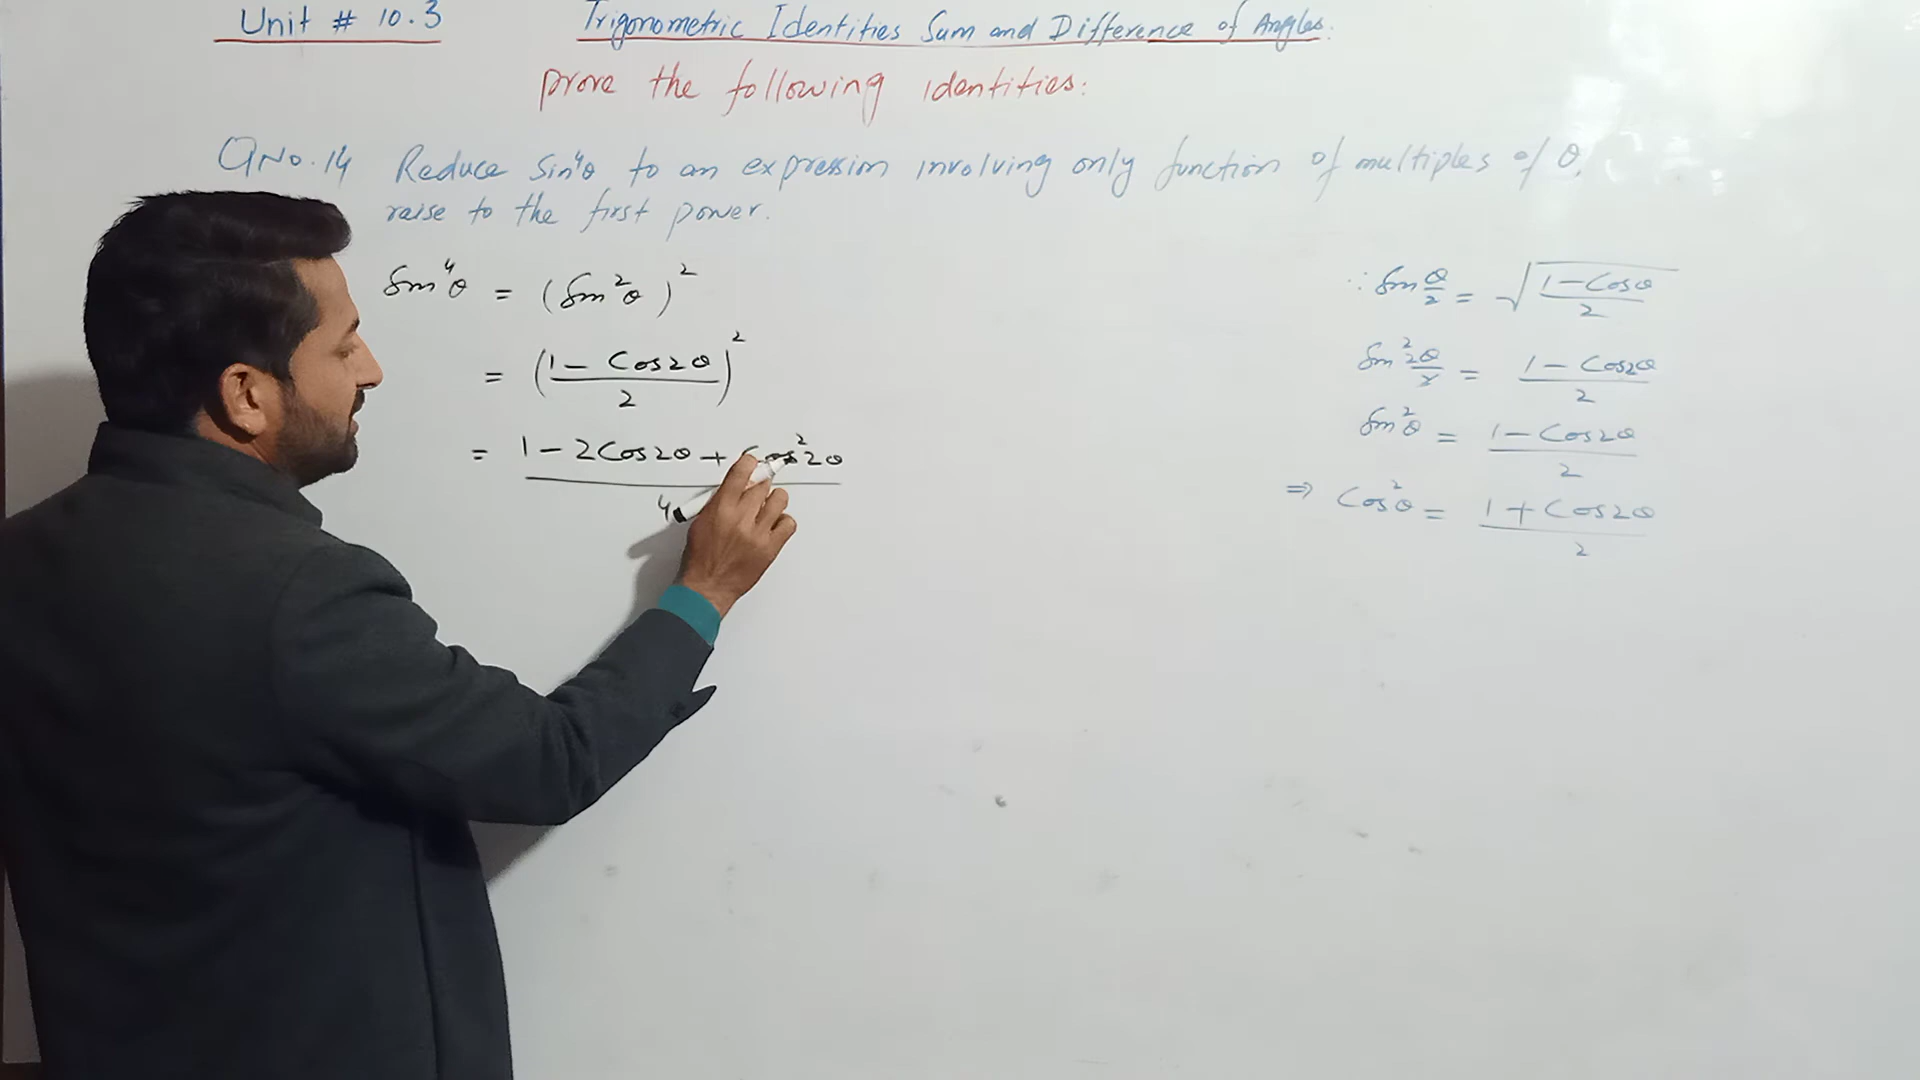 Unit # 10.3 Trigonometric Identities Sum and Difference of Angles.
prove the following identities:
QNo.14 Reduce Sin⁴θ to an expression involving only function of multiples of θ,
raise to the first power.
Sin⁴θ = (Sin²θ)²
= ((1 - Cos2θ)/2)²
= (1 - 2Cos2θ + Cos²2θ)/4
∵ Sin θ/2 = √((1 - Cosθ)/2)
Sin² 2θ/2 = (1 - Cos2θ)/2
Sin²θ = (1 - Cos2θ)/2
⇒ Cos²θ = (1 + Cos2θ)/2